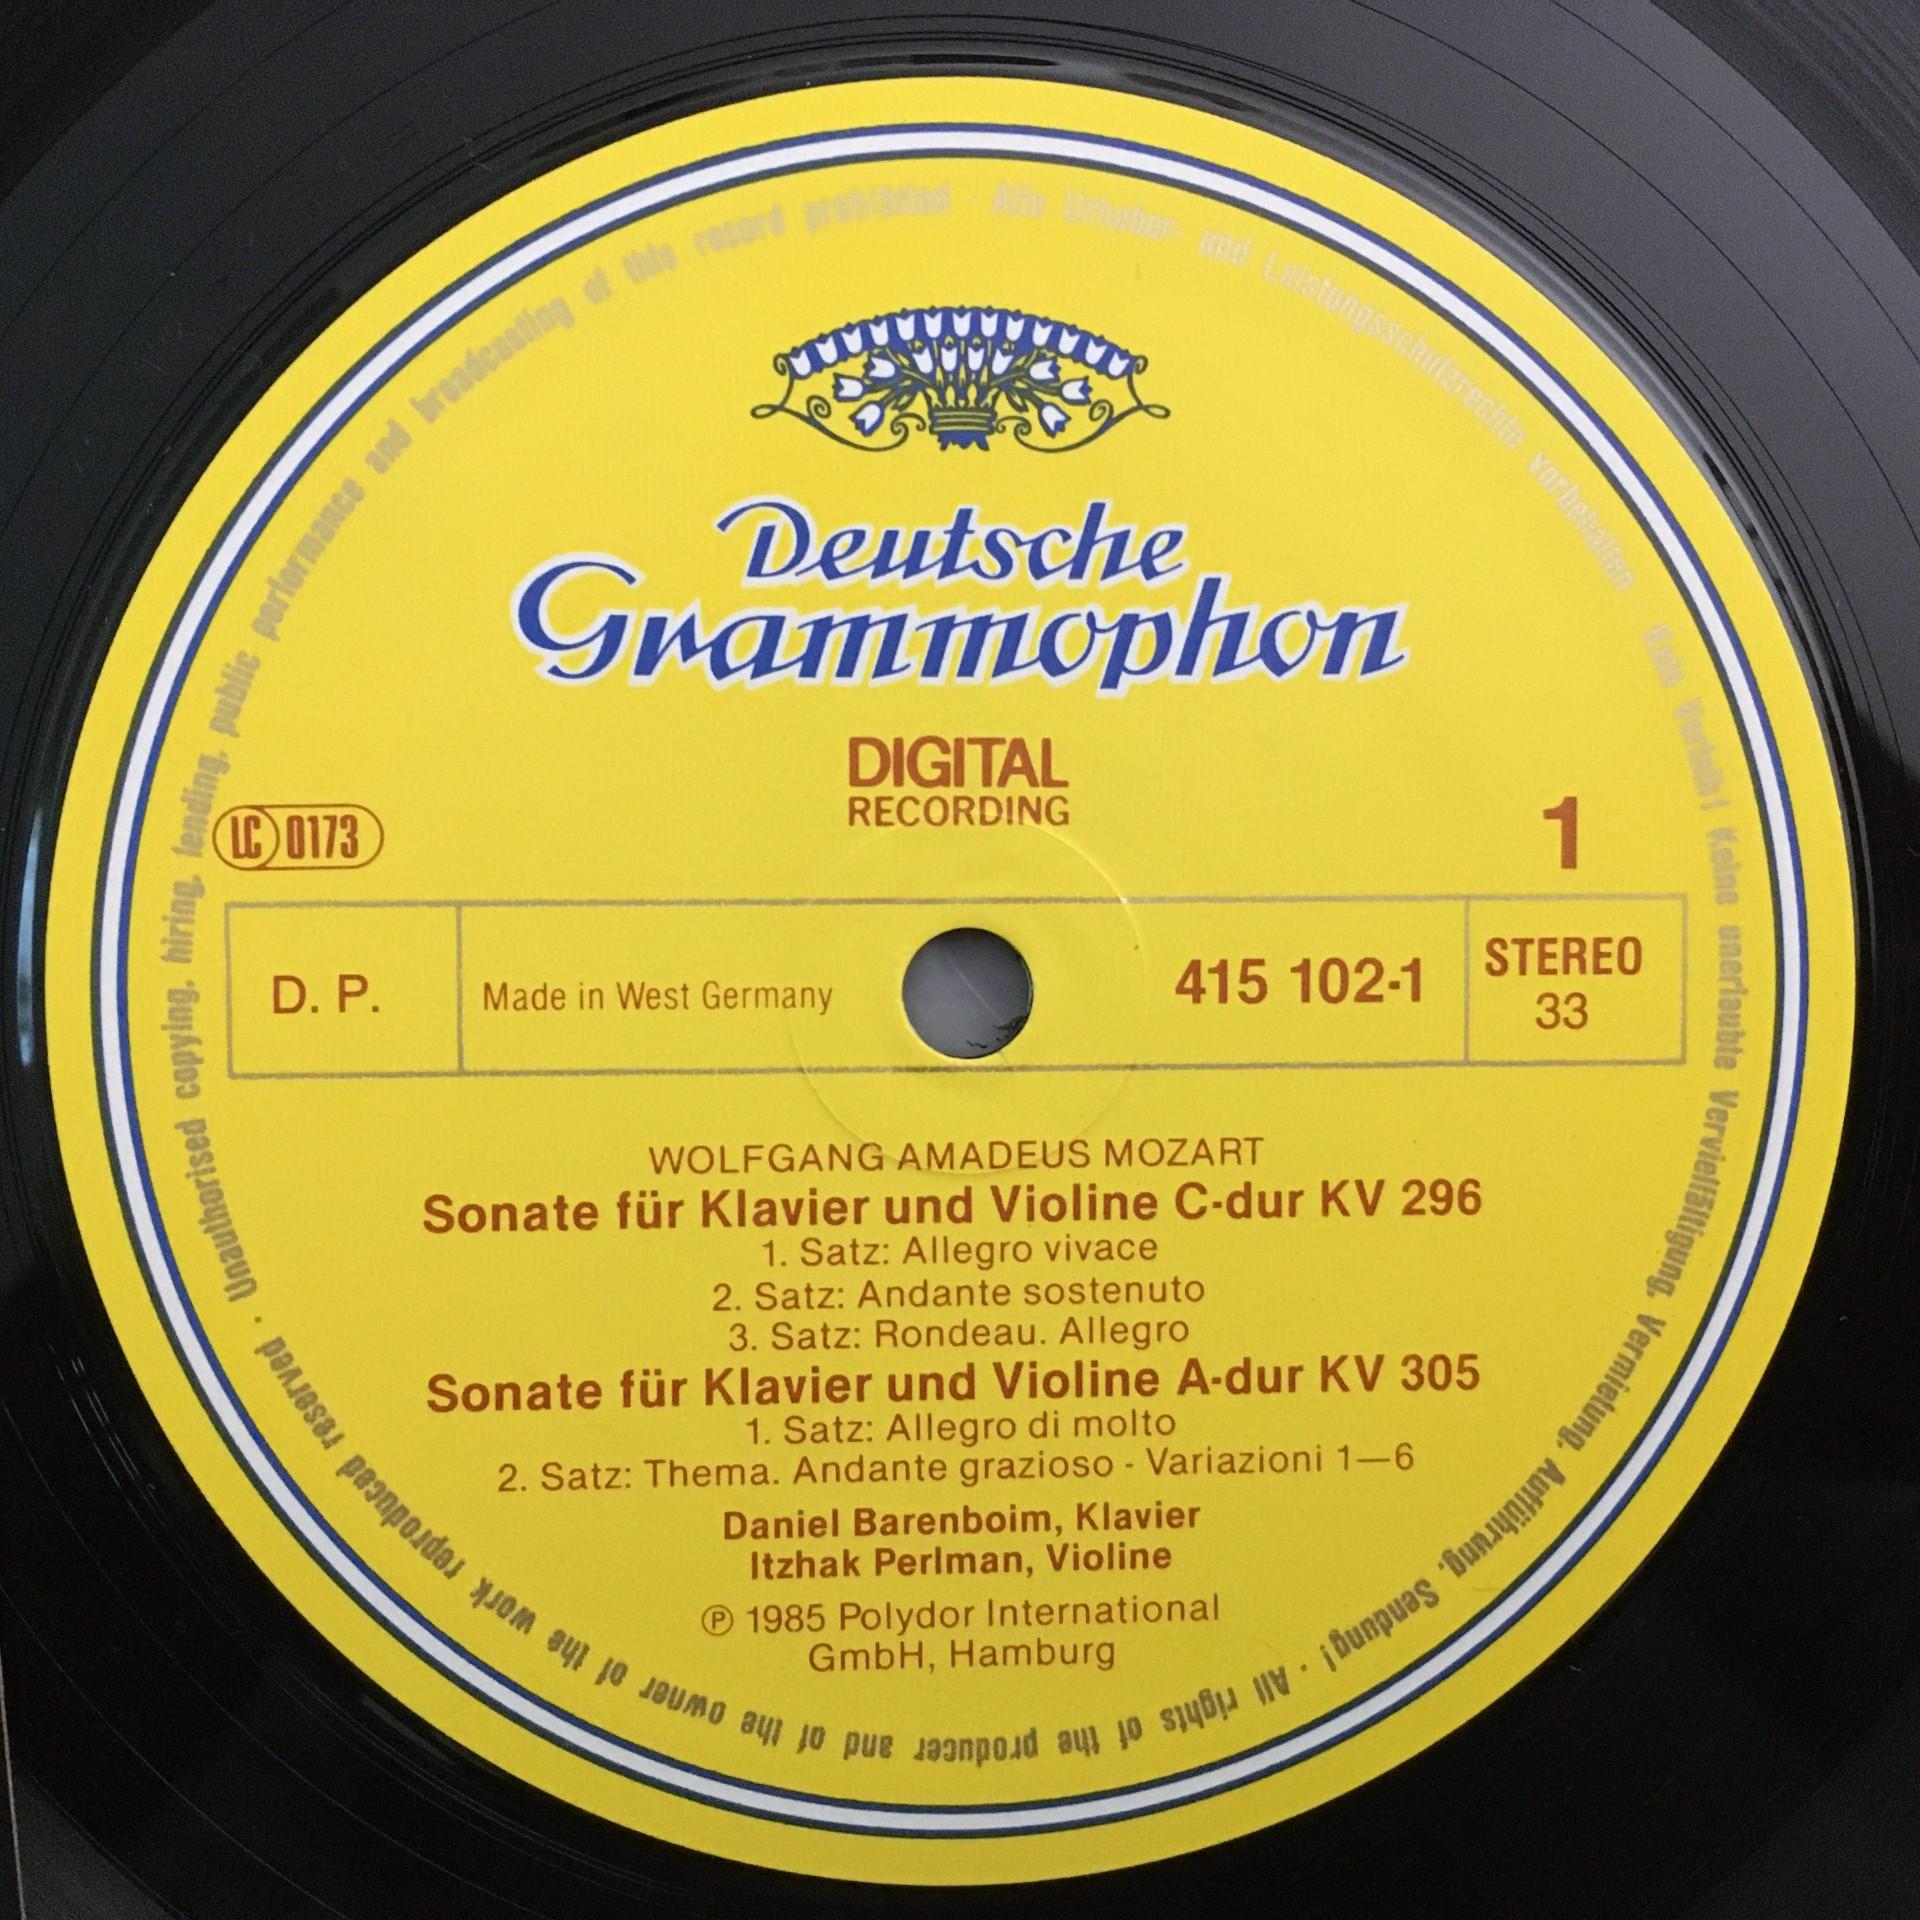 Deutsche
Grammophon
DIGITAL
RECORDING
LC 0173
1
D. P.
Made in West Germany
415 102-1
STEREO
33
WOLFGANG AMADEUS MOZART
Sonate für Klavier und Violine C-dur KV 296
1. Satz: Allegro vivace
2. Satz: Andante sostenuto
3. Satz: Rondeau. Allegro
Sonate für Klavier und Violine A-dur KV 305
1. Satz: Allegro di molto
2. Satz: Thema. Andante grazioso - Variazioni 1—6
Daniel Barenboim, Klavier
Itzhak Perlman, Violine
℗ 1985 Polydor International
GmbH, Hamburg
Alle Urheber- und Leistungsschutzrechte vorbehalten · Kein Verleih! Keine unerlaubte Vervielfältigung, Vermietung, Aufführung, Sendung! · All rights of the producer and of the owner of the work reproduced reserved · Unauthorised copying, hiring, lending, public performance and broadcasting of this record prohibited ·